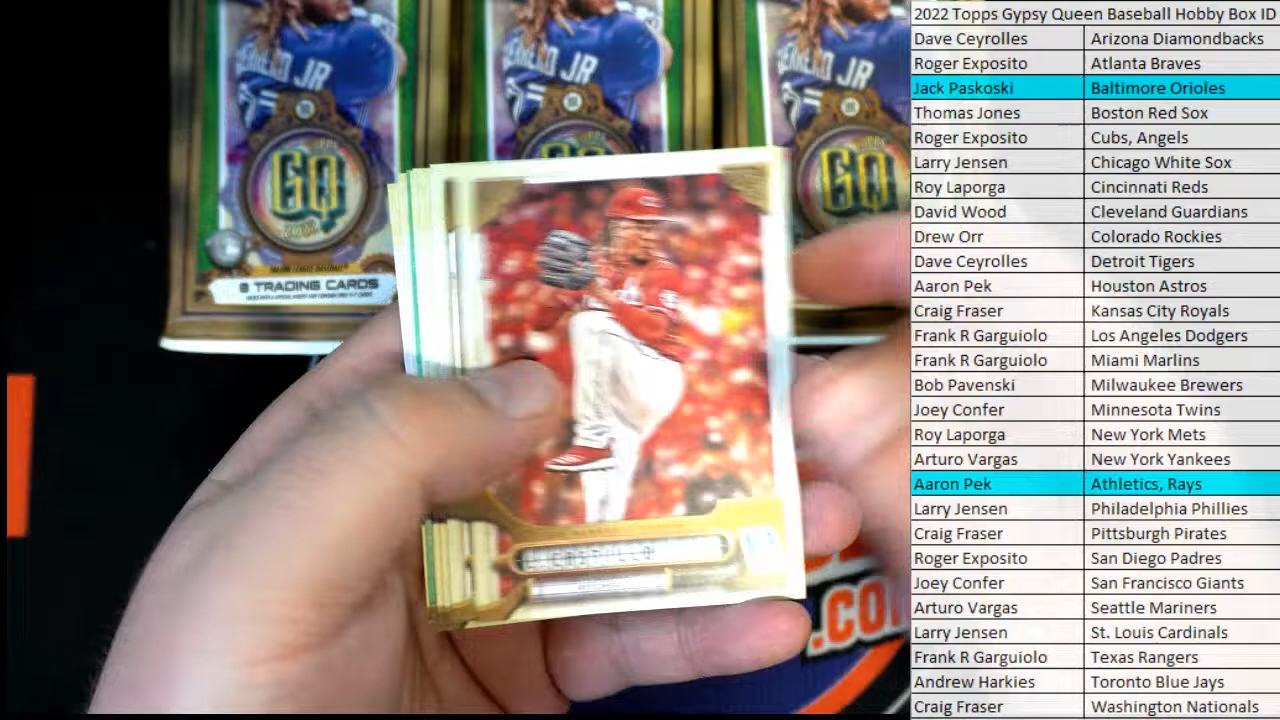 2022 Topps Gypsy Queen Baseball Hobby Box ID
Dave Ceyrolles Arizona Diamondbacks
Roger Exposito Atlanta Braves
Jack Paskoski Baltimore Orioles
Thomas Jones Boston Red Sox
Roger Exposito Cubs, Angels
Larry Jensen Chicago White Sox
Roy Laporga Cincinnati Reds
David Wood Cleveland Guardians
Drew Orr Colorado Rockies
Dave Ceyrolles Detroit Tigers
Aaron Pek Houston Astros
Craig Fraser Kansas City Royals
Frank R Garguiolo Los Angeles Dodgers
Frank R Garguiolo Miami Marlins
Bob Pavenski Milwaukee Brewers
Joey Confer Minnesota Twins
Roy Laporga New York Mets
Arturo Vargas New York Yankees
Aaron Pek Athletics, Rays
Larry Jensen Philadelphia Phillies
Craig Fraser Pittsburgh Pirates
Roger Exposito San Diego Padres
Joey Confer San Francisco Giants
Arturo Vargas Seattle Mariners
Larry Jensen St. Louis Cardinals
Frank R Garguiolo Texas Rangers
Andrew Harkies Toronto Blue Jays
Craig Fraser Washington Nationals
GQ
8 TRADING CARDS
JR
GQ
.CO